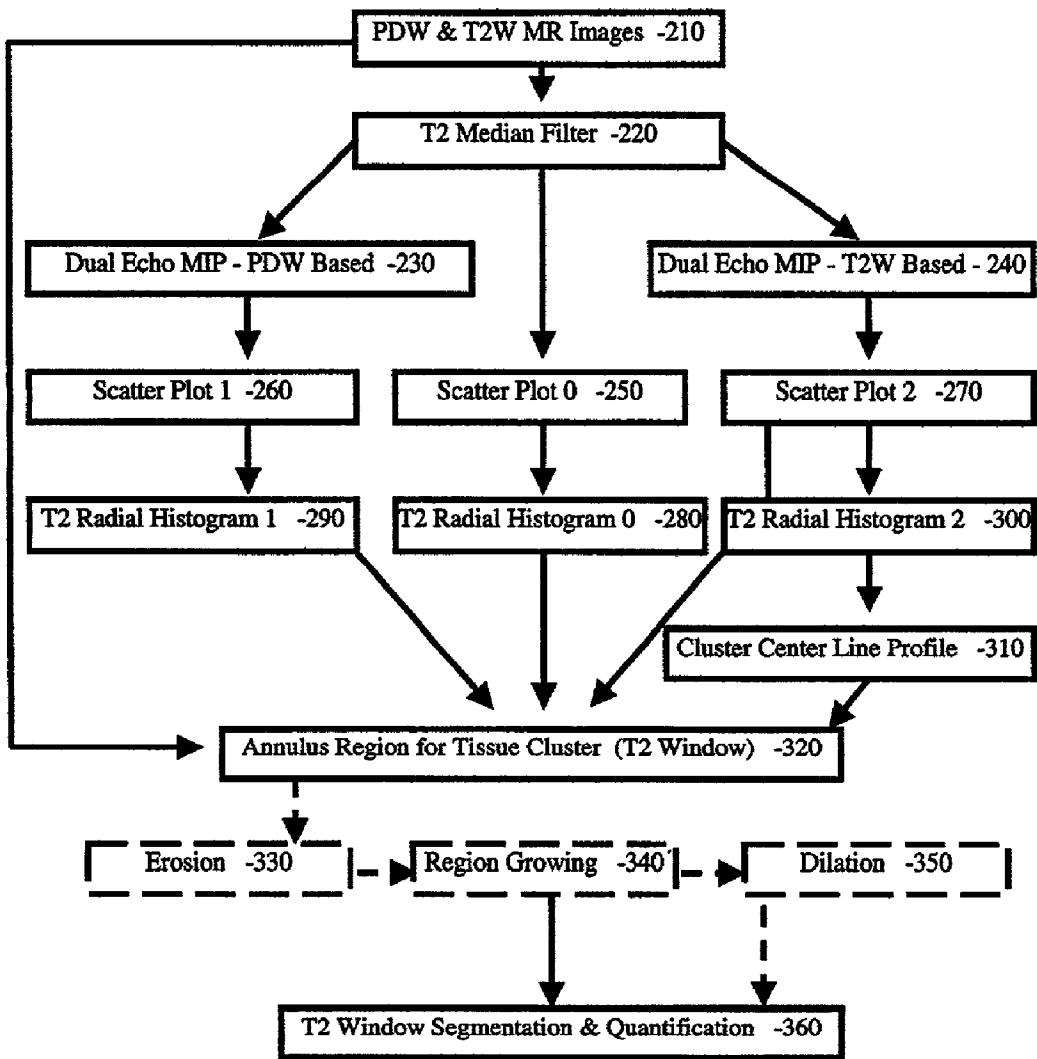 PDW & T2W MR Images -210
T2 Median Filter -220
Dual Echo MIP - PDW Based -230
Dual Echo MIP - T2W Based - 240
Scatter Plot 1 -260
Scatter Plot 0 -250
Scatter Plot 2 -270
T2 Radial Histogram 1 -290
T2 Radial Histogram 0 -280
T2 Radial Histogram 2 -300
Cluster Center Line Profile -310
Annulus Region for Tissue Cluster (T2 Window) -320
Erosion -330
Region Growing -340
Dilation -350
T2 Window Segmentation & Quantification -360